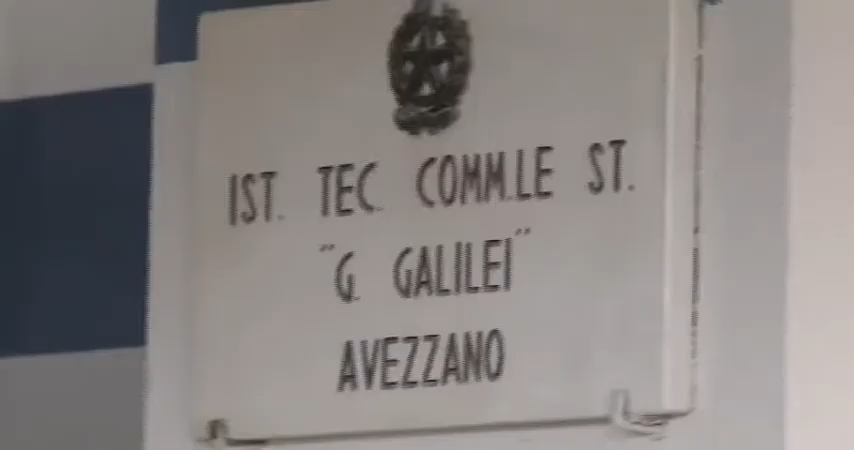 IST. TEC. COMM.LE ST.
"G. GALILEI"
AVEZZANO